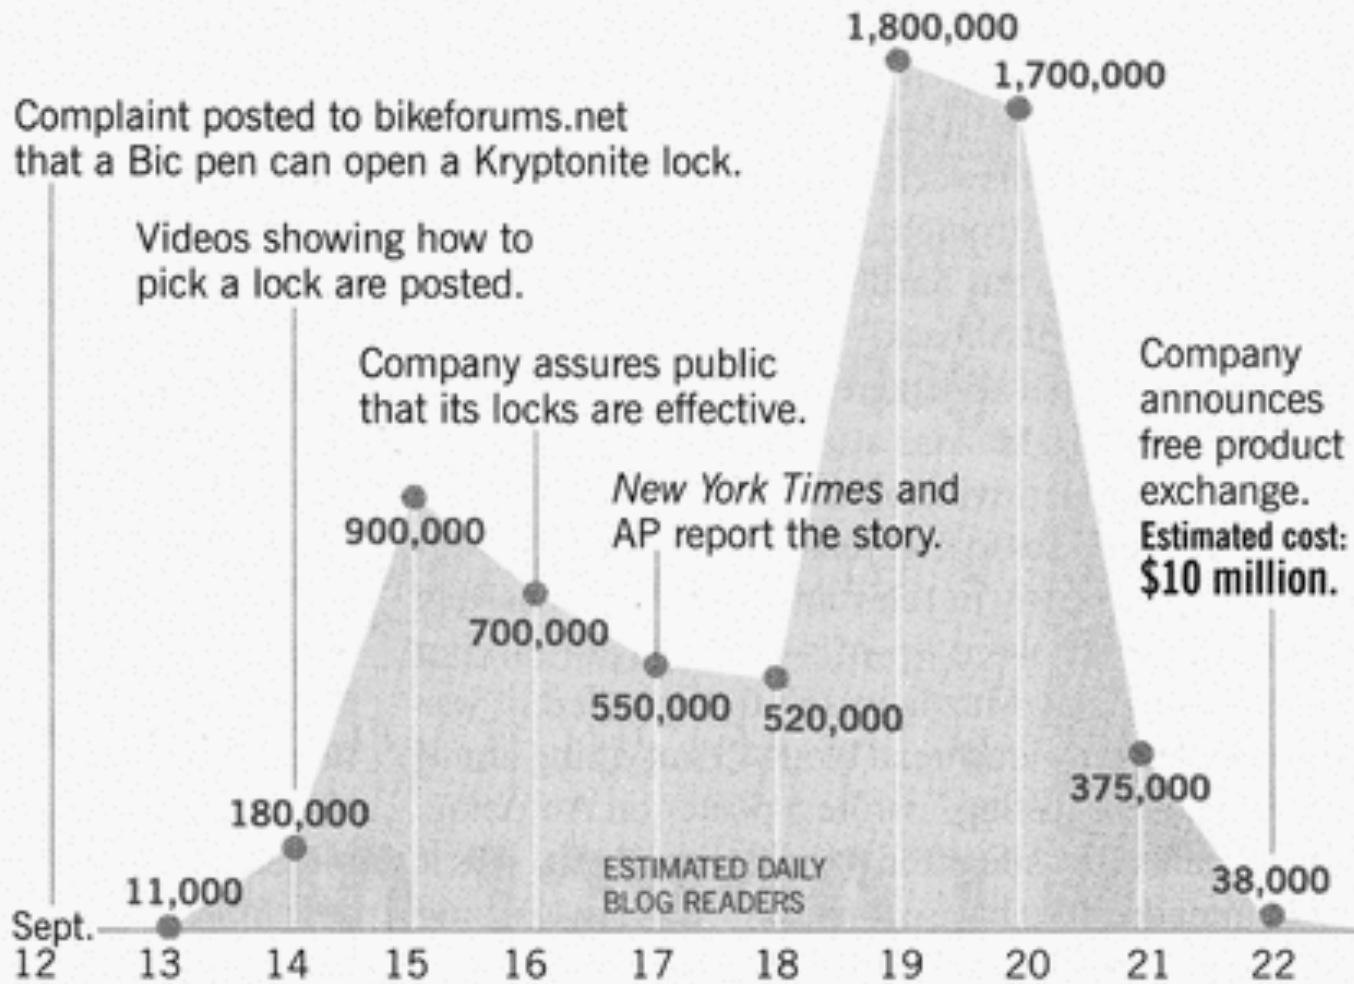 1,800,000
1,700,000
Complaint posted to bikeforums.net
that a Bic pen can open a Kryptonite lock.
Videos showing how to
pick a lock are posted.
Company assures public
that its locks are effective.
Company
announces
free product
exchange.
Estimated cost:
$10 million.
New York Times and
AP report the story.
900,000
700,000
550,000
520,000
375,000
180,000
11,000
38,000
ESTIMATED DAILY
BLOG READERS
Sept.
12 13 14 15 16 17 18 19 20 21 22